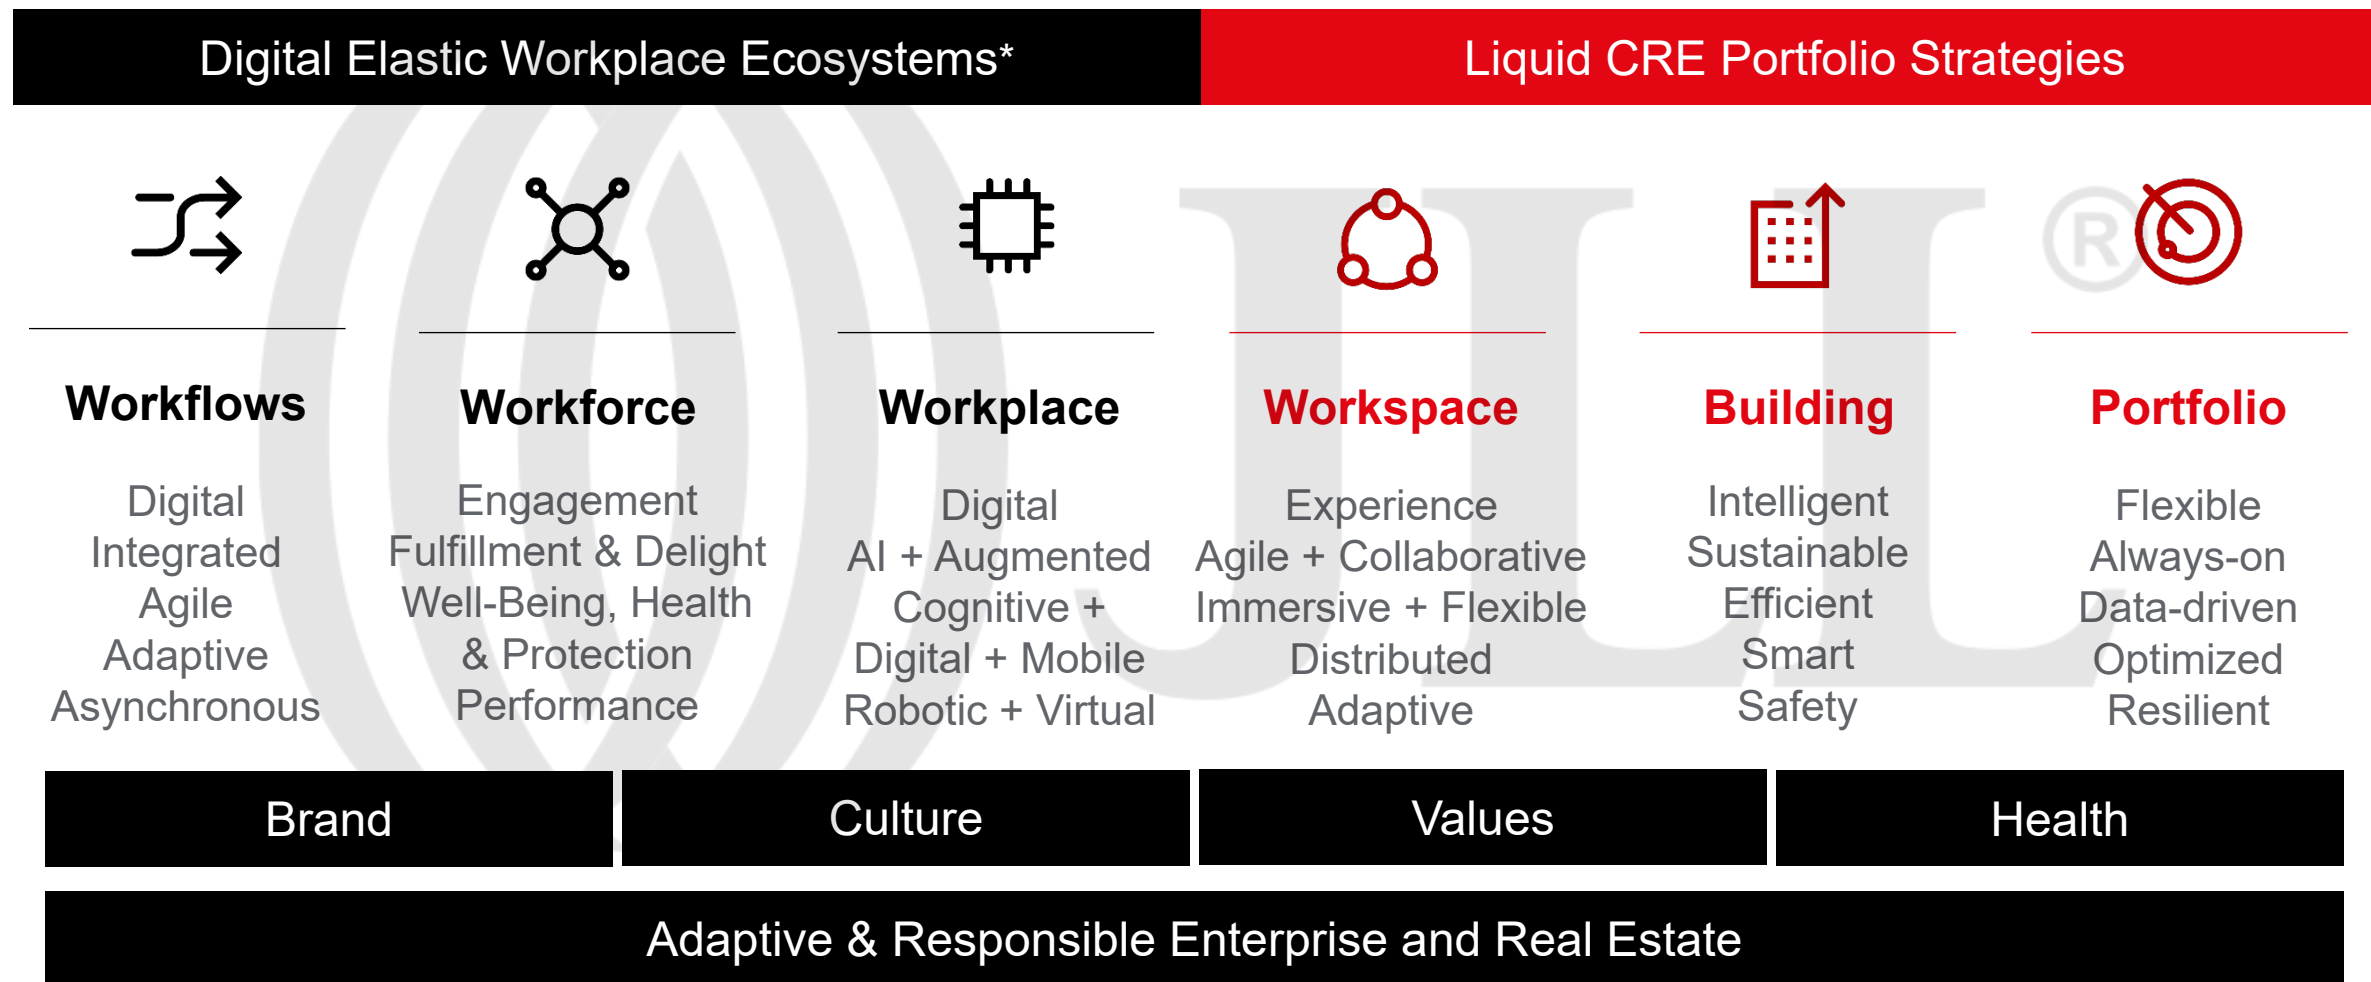 Digital Elastic Workplace Ecosystems*
Liquid CRE Portfolio Strategies
JLL®
Workflows
Digital
Integrated
Agile
Adaptive
Asynchronous
Workforce
Engagement
Fulfillment & Delight
Well-Being, Health
& Protection
Performance
Workplace
Digital
AI + Augmented
Cognitive +
Digital + Mobile
Robotic + Virtual
Workspace
Experience
Agile + Collaborative
Immersive + Flexible
Distributed
Adaptive
Building
Intelligent
Sustainable
Efficient
Smart
Safety
Portfolio
Flexible
Always-on
Data-driven
Optimized
Resilient
Brand
Culture
Values
Health
Adaptive & Responsible Enterprise and Real Estate